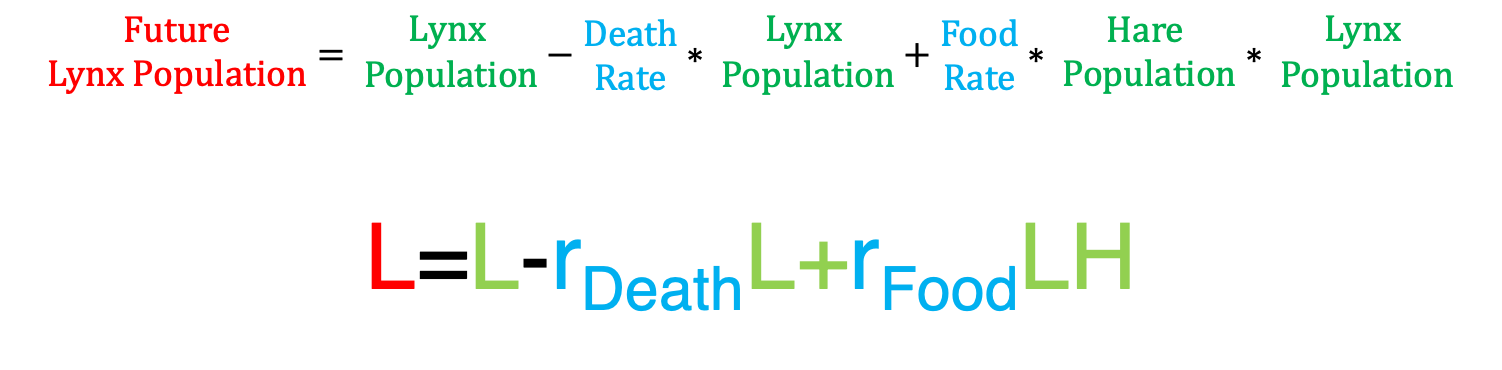 Future Lynx Population = Lynx Population − Death Rate * Lynx Population + Food Rate * Hare Population * Lynx Population
L=L-rDeathL+rFoodLH